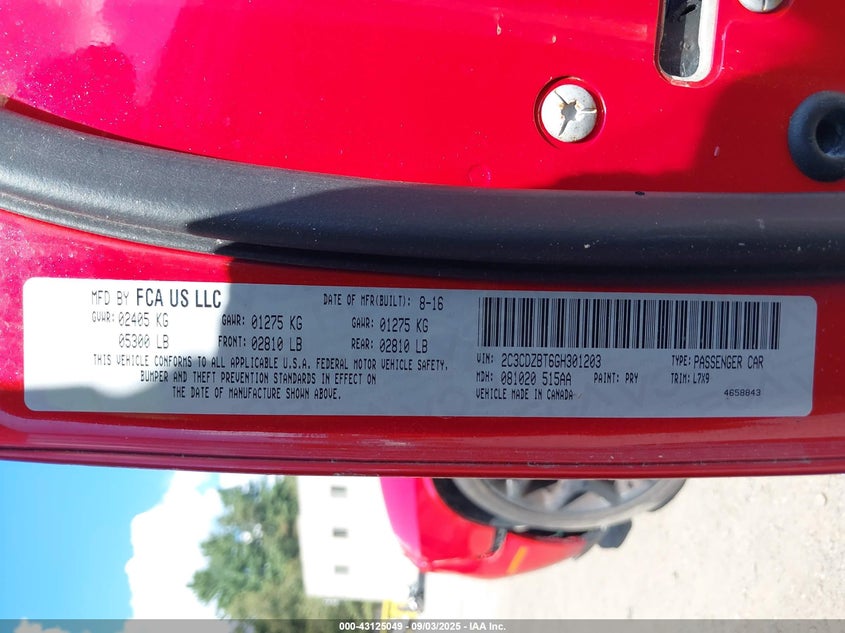 MFD BY FCA US LLC DATE OF MFR(BUILT): 8-16
GVWR: 02405 KG GAWR: 01275 KG GAWR: 01275 KG
05300 LB FRONT: 02810 LB REAR: 02810 LB
THIS VEHICLE CONFORMS TO ALL APPLICABLE U.S.A. FEDERAL MOTOR VEHICLE SAFETY,
BUMPER AND THEFT PREVENTION STANDARDS IN EFFECT ON
THE DATE OF MANUFACTURE SHOWN ABOVE.
VIN: 2C3CDZBT6GH301203 TYPE: PASSENGER CAR
MDH: 081020 515AA PAINT: PRY TRIM: L7X9
VEHICLE MADE IN CANADA 4658843
000-43125049 - 09/03/2025 - IAA Inc.